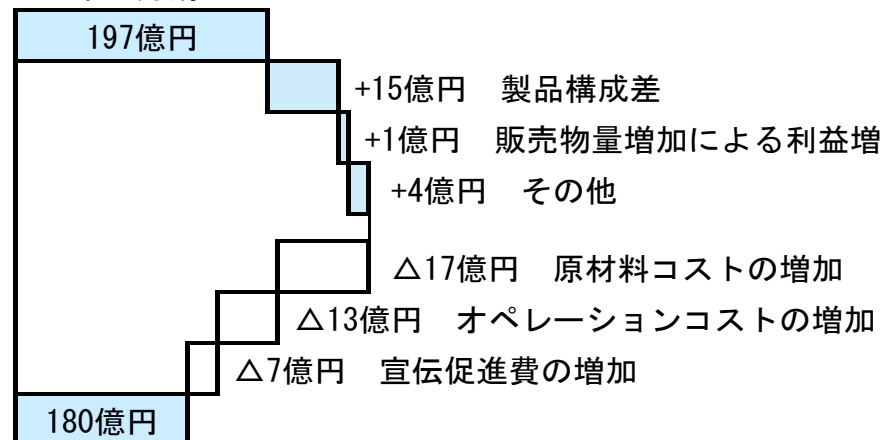 197億円
+15億円 製品構成差
+1億円 販売物量増加による利益増
+4億円 その他
△17億円 原材料コストの増加
△13億円 オペレーションコストの増加
△7億円 宣伝促進費の増加
180億円